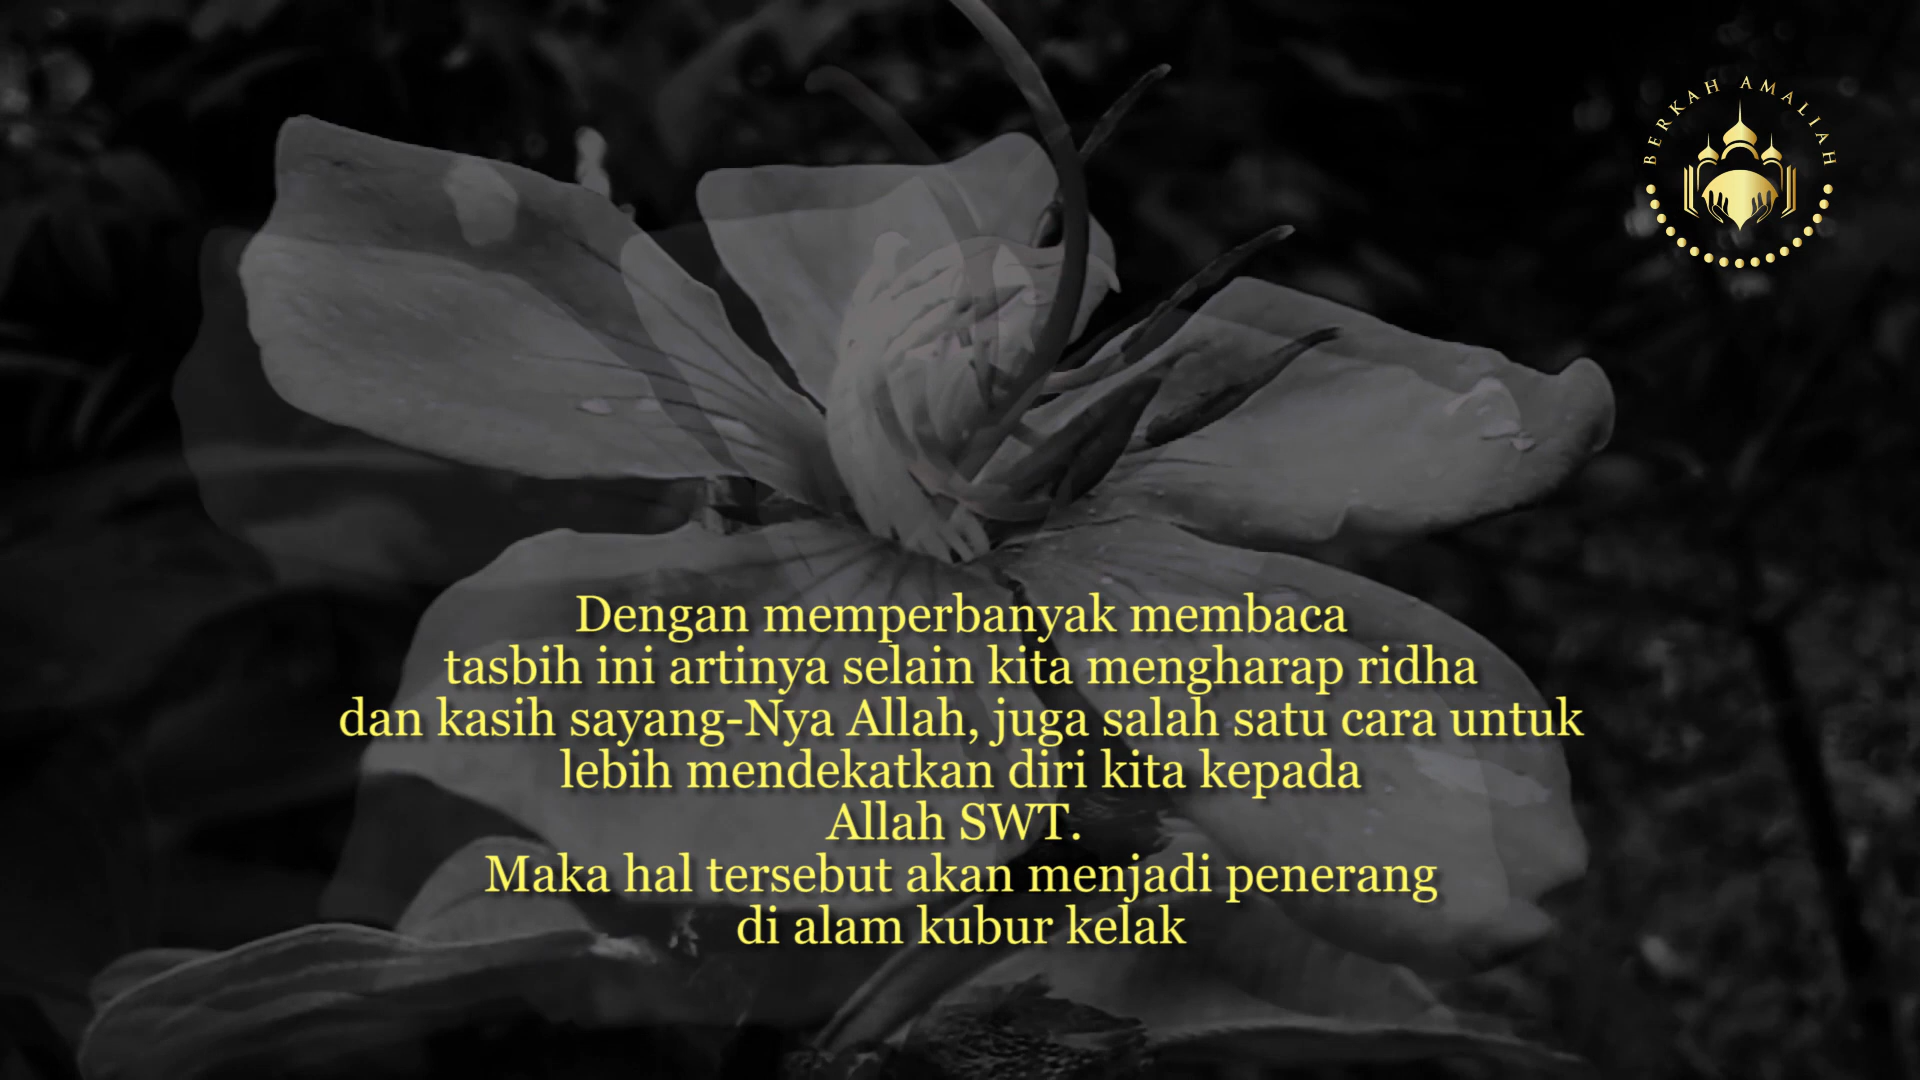 BERKAH AMALIAH
Dengan memperbanyak membaca
tasbih ini artinya selain kita mengharap ridha
dan kasih sayang-Nya Allah, juga salah satu cara untuk
lebih mendekatkan diri kita kepada
Allah SWT.
Maka hal tersebut akan menjadi penerang
di alam kubur kelak